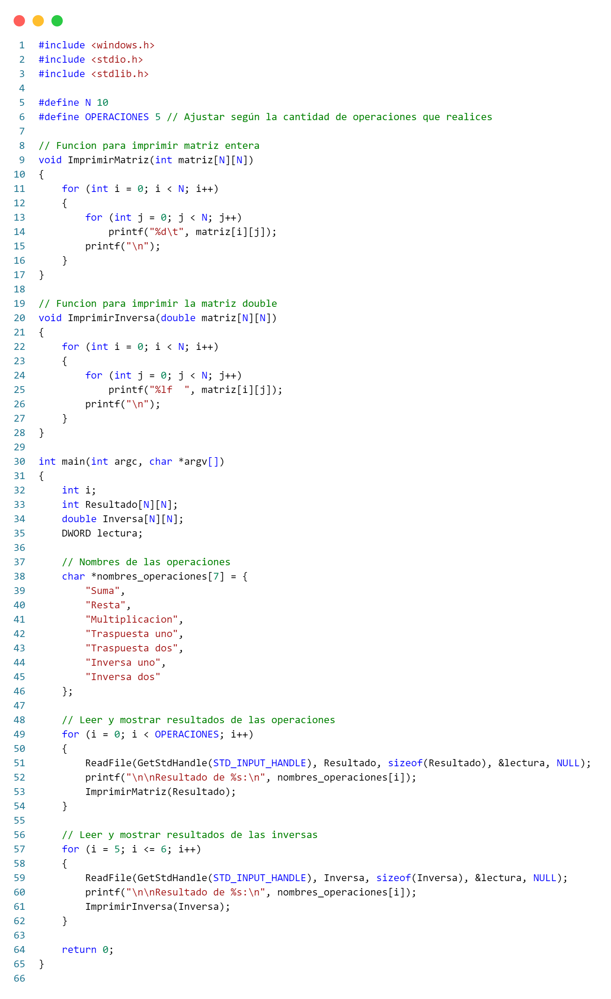 1 #include <windows.h>
2 #include <stdio.h>
3 #include <stdlib.h>
4
5 #define N 10
6 #define OPERACIONES 5 // Ajustar según la cantidad de operaciones que realices
7
8 // Funcion para imprimir matriz entera
9 void ImprimirMatriz(int matriz[N][N])
10 {
11     for (int i = 0; i < N; i++)
12     {
13         for (int j = 0; j < N; j++)
14             printf("%d\t", matriz[i][j]);
15         printf("\n");
16     }
17 }
18
19 // Funcion para imprimir la matriz double
20 void ImprimirInversa(double matriz[N][N])
21 {
22     for (int i = 0; i < N; i++)
23     {
24         for (int j = 0; j < N; j++)
25             printf("%lf  ", matriz[i][j]);
26         printf("\n");
27     }
28 }
29
30 int main(int argc, char *argv[])
31 {
32     int i;
33     int Resultado[N][N];
34     double Inversa[N][N];
35     DWORD lectura;
36
37     // Nombres de las operaciones
38     char *nombres_operaciones[7] = {
39         "Suma",
40         "Resta",
41         "Multiplicacion",
42         "Traspuesta uno",
43         "Traspuesta dos",
44         "Inversa uno",
45         "Inversa dos"
46     };
47
48     // Leer y mostrar resultados de las operaciones
49     for (i = 0; i < OPERACIONES; i++)
50     {
51         ReadFile(GetStdHandle(STD_INPUT_HANDLE), Resultado, sizeof(Resultado), &lectura, NULL);
52         printf("\n\nResultado de %s:\n", nombres_operaciones[i]);
53         ImprimirMatriz(Resultado);
54     }
55
56     // Leer y mostrar resultados de las inversas
57     for (i = 5; i <= 6; i++)
58     {
59         ReadFile(GetStdHandle(STD_INPUT_HANDLE), Inversa, sizeof(Inversa), &lectura, NULL);
60         printf("\n\nResultado de %s:\n", nombres_operaciones[i]);
61         ImprimirInversa(Inversa);
62     }
63
64     return 0;
65 }
66